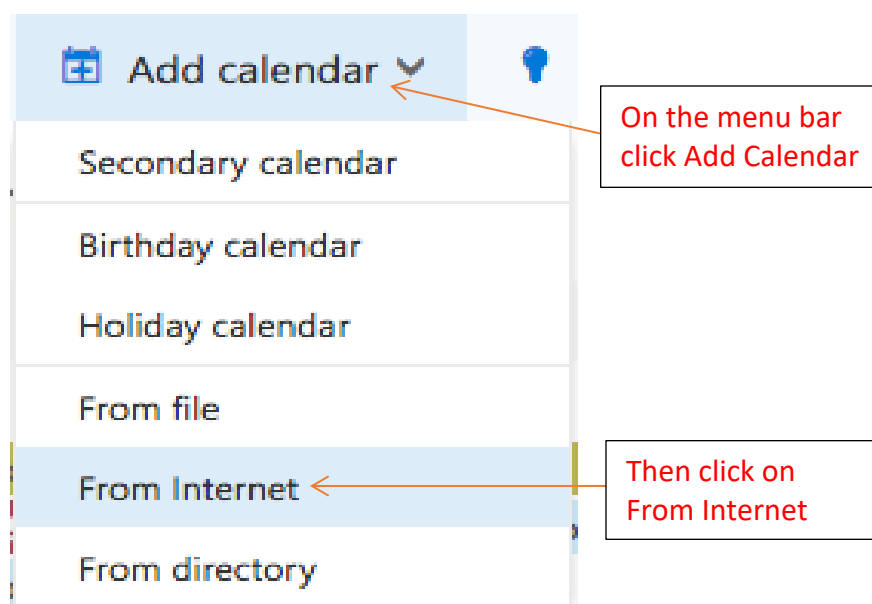 Add calendar
On the menu bar
click Add Calendar
Secondary calendar
Birthday calendar
Holiday calendar
From file
From Internet
Then click on
From Internet
From directory